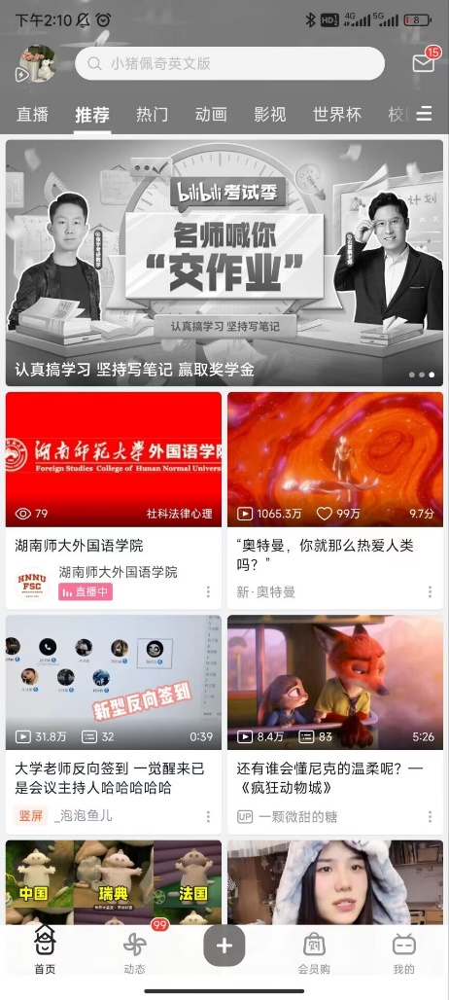 下午2:10
4G
5G
8
小猪佩奇英文版
15
直播
推荐
热门
动画
影视
世界杯
校
bilibili 考试季
名师喊你
“交作业”
认真搞学习 坚持写笔记
计划
认真搞学习 坚持写笔记 赢取奖学金
湖南师范大学外国语学院
Foreign Studies College of Hunan Normal Univers
79
社科法律心理
1065.3万
99万
9.7分
湖南师大外国语学院
HNNU
FSC
湖南师大外国语学院
直播中
“奥特曼，你就那么热爱人类
吗？”
新·奥特曼
新型反向签到
31.8万
32
0:39
8.4万
83
5:26
大学老师反向签到 一觉醒来已
是会议主持人哈哈哈哈哈
竖屏
_泡泡鱼儿
还有谁会懂尼克的温柔呢？—
《疯狂动物城》
UP
一颗微甜的糖
中国
瑞典
法国
首页
99
动态
会员购
我的